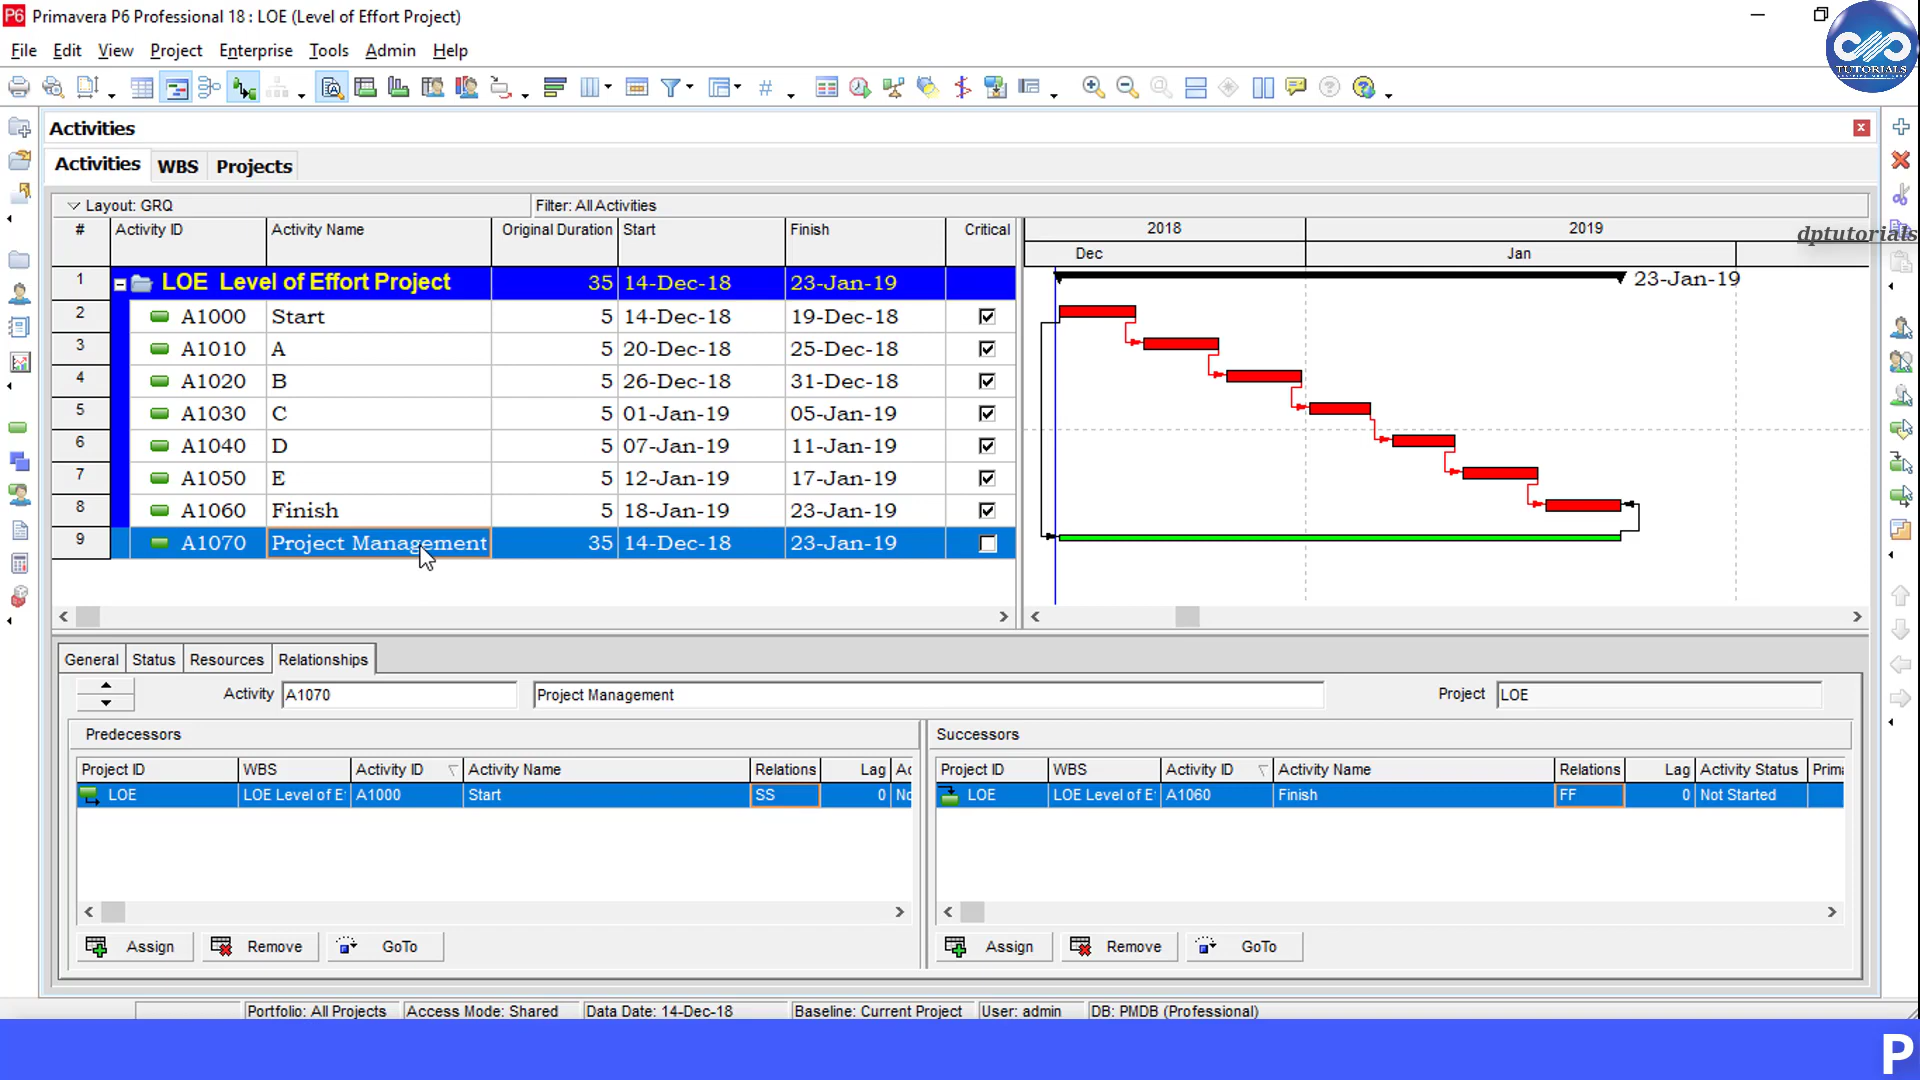 P6 Primavera P6 Professional 18 : LOE (Level of Effort Project)
TUTORIALS
File Edit View Project Enterprise Tools Admin Help
Activities
Activities WBS Projects
dptutorials
Layout: GRQ Filter: All Activities
# Activity ID Activity Name Original Duration Start Finish Critical 2018 2019
Dec Jan
1 LOE Level of Effort Project 35 14-Dec-18 23-Jan-19 23-Jan-19
2 A1000 Start 5 14-Dec-18 19-Dec-18
3 A1010 A 5 20-Dec-18 25-Dec-18
4 A1020 B 5 26-Dec-18 31-Dec-18
5 A1030 C 5 01-Jan-19 05-Jan-19
6 A1040 D 5 07-Jan-19 11-Jan-19
7 A1050 E 5 12-Jan-19 17-Jan-19
8 A1060 Finish 5 18-Jan-19 23-Jan-19
9 A1070 Project Management 35 14-Dec-18 23-Jan-19
General Status Resources Relationships
Activity A1070 Project Management Project LOE
Predecessors Successors
Project ID WBS Activity ID Activity Name Relations Lag Ac Project ID WBS Activity ID Activity Name Relations Lag Activity Status Prima
LOE LOE Level of E A1000 Start SS 0 No LOE LOE Level of E A1060 Finish FF 0 Not Started
Assign Remove GoTo Assign Remove GoTo
Portfolio: All Projects Access Mode: Shared Data Date: 14-Dec-18 Baseline: Current Project User: admin DB: PMDB (Professional)
P